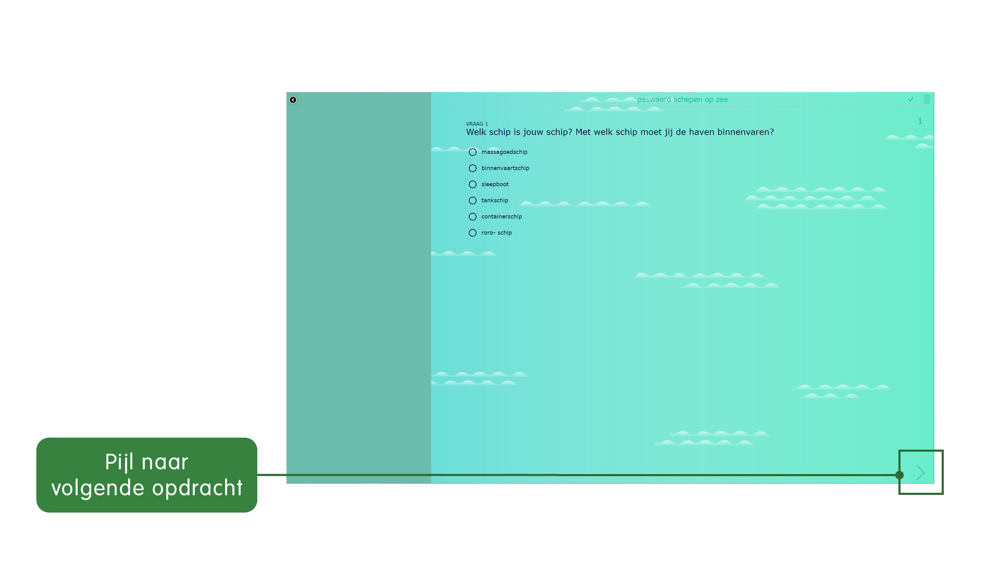 paswoord schepen op zee
1
VRAAG 1
Welk schip is jouw schip? Met welk schip moet jij de haven binnenvaren?
massagoedschip
binnenvaartschip
sleepboot
tankschip
containerschip
roro- schip
Pijl naar
volgende opdracht